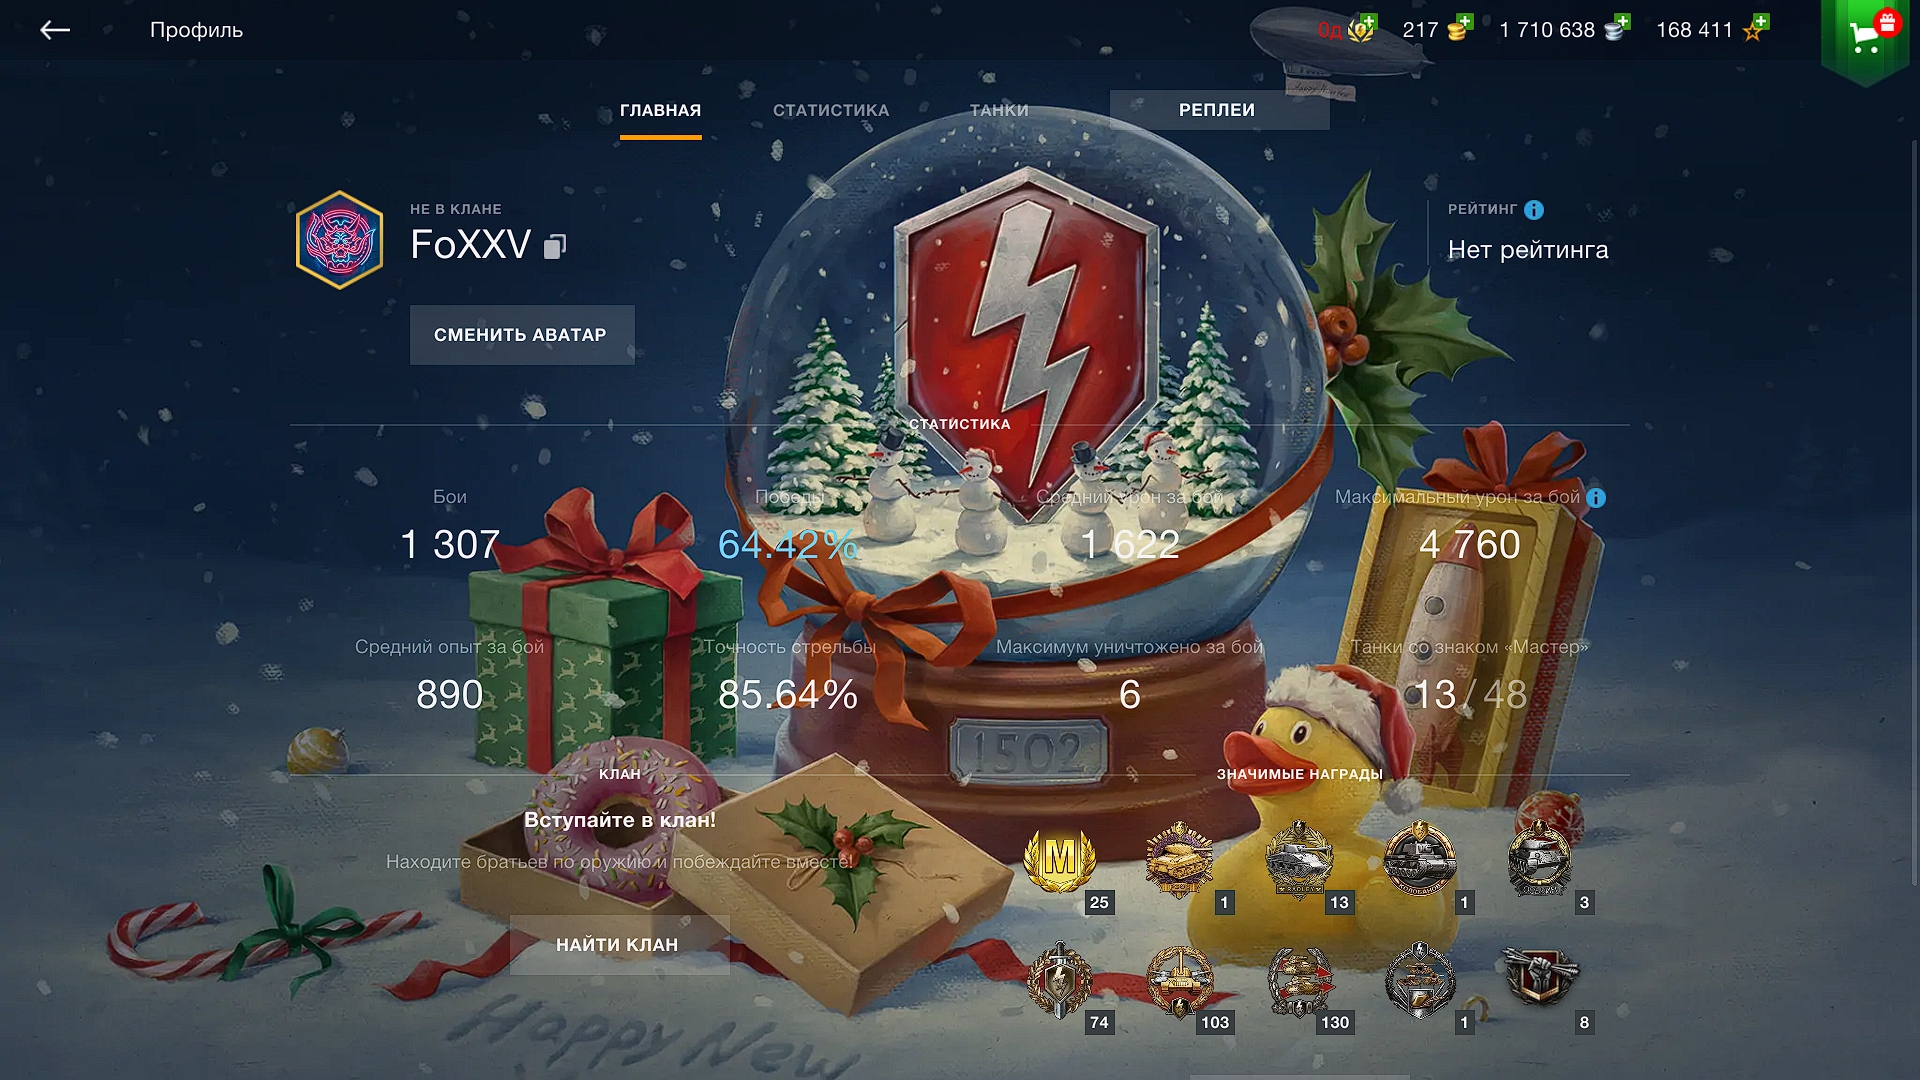 Профиль
0д
217
1 710 638
168 411
ГЛАВНАЯ
СТАТИСТИКА
ТАНКИ
РЕПЛЕИ
НЕ В КЛАНЕ
FoXXV
СМЕНИТЬ АВАТАР
РЕЙТИНГ
Нет рейтинга
СТАТИСТИКА
Бои
1 307
Победы
64.42%
Средний урон за бой
1 622
Максимальный урон за бой
4 760
Средний опыт за бой
890
Точность стрельбы
85.64%
Максимум уничтожено за бой
6
Танки со знаком «Мастер»
13/48
1502
КЛАН
Вступайте в клан!
Находите братьев по оружию и побеждайте вместе!
НАЙТИ КЛАН
ЗНАЧИМЫЕ НАГРАДЫ
M
25
1
13
1
3
74
103
130
1
8
Happy New